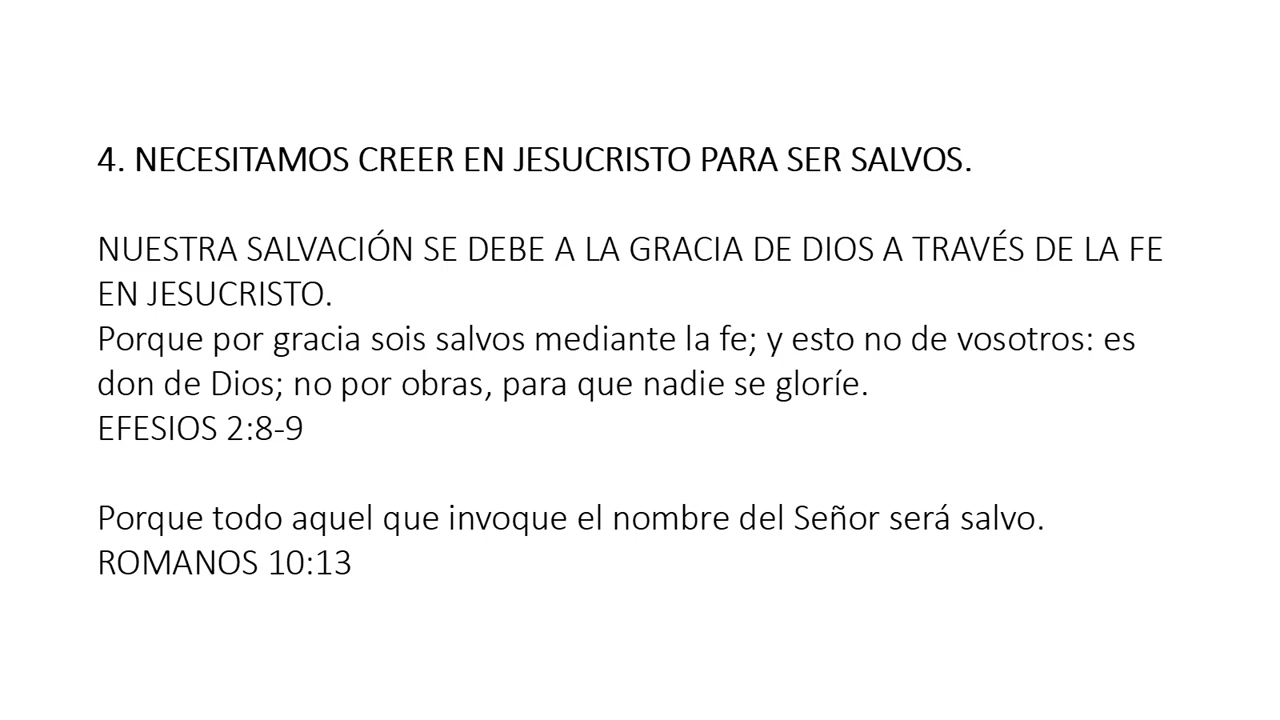 4. NECESITAMOS CREER EN JESUCRISTO PARA SER SALVOS.
NUESTRA SALVACIÓN SE DEBE A LA GRACIA DE DIOS A TRAVÉS DE LA FE
EN JESUCRISTO.
Porque por gracia sois salvos mediante la fe; y esto no de vosotros: es
don de Dios; no por obras, para que nadie se gloríe.
EFESIOS 2:8-9
Porque todo aquel que invoque el nombre del Señor será salvo.
ROMANOS 10:13